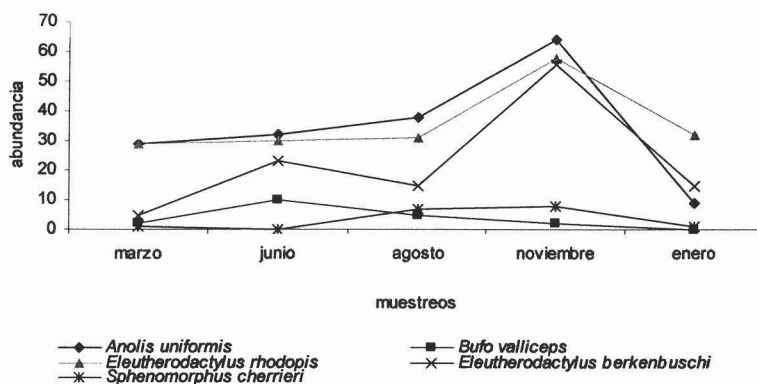 70
60
50
40
30
20
10
0
abundancia
marzo junio agosto noviembre enero
muestreos
Anolis uniformis Bufo valliceps
Eleutherodactylus rhodopis Eleutherodactylus berkenbuschi
Sphenomorphus cherriei